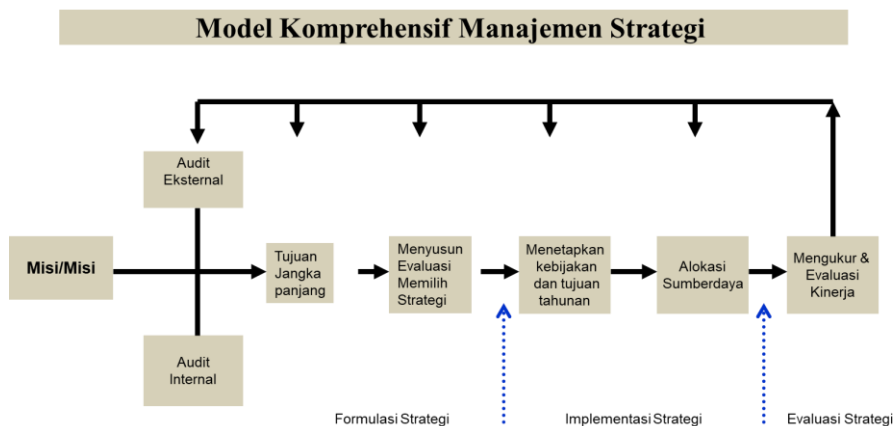 Model Komprehensif Manajemen Strategi
Audit
Eksternal
Misi/Misi
Tujuan
Jangka
panjang
Menyusun
Evaluasi
Memilih
Strategi
Menetapkan
kebijakan
dan tujuan
tahunan
Alokasi
Sumberdaya
Mengukur &
Evaluasi
Kinerja
Audit
Internal
Formulasi Strategi
Implementasi Strategi
Evaluasi Strategi